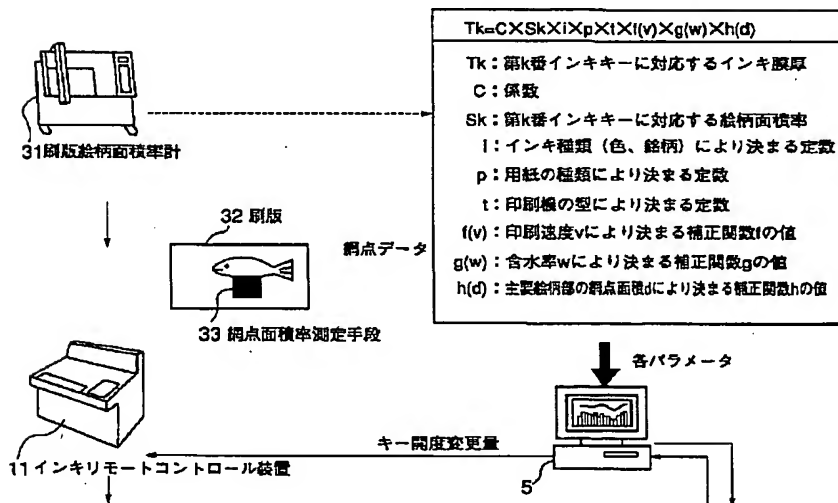 Tk=C×Sk×i×p×t×f(v)×g(w)×h(d)
Tk：第k番インキキーに対応するインキ膜厚
C：係数
Sk：第k番インキキーに対応する絵柄面積率
i：インキ種類（色、銘柄）により決まる定数
p：用紙の種類により決まる定数
t：印刷機の型により決まる定数
f(v)：印刷速度vにより決まる補正関数fの値
g(w)：含水率wにより決まる補正関数gの値
h(d)：主要絵柄部の網点面積dにより決まる補正関数hの値
31刷版絵柄面積率計
32 刷版
網点データ
33 網点面積率測定手段
各パラメータ
キー開度変更量
11 インキリモートコントロール装置
5